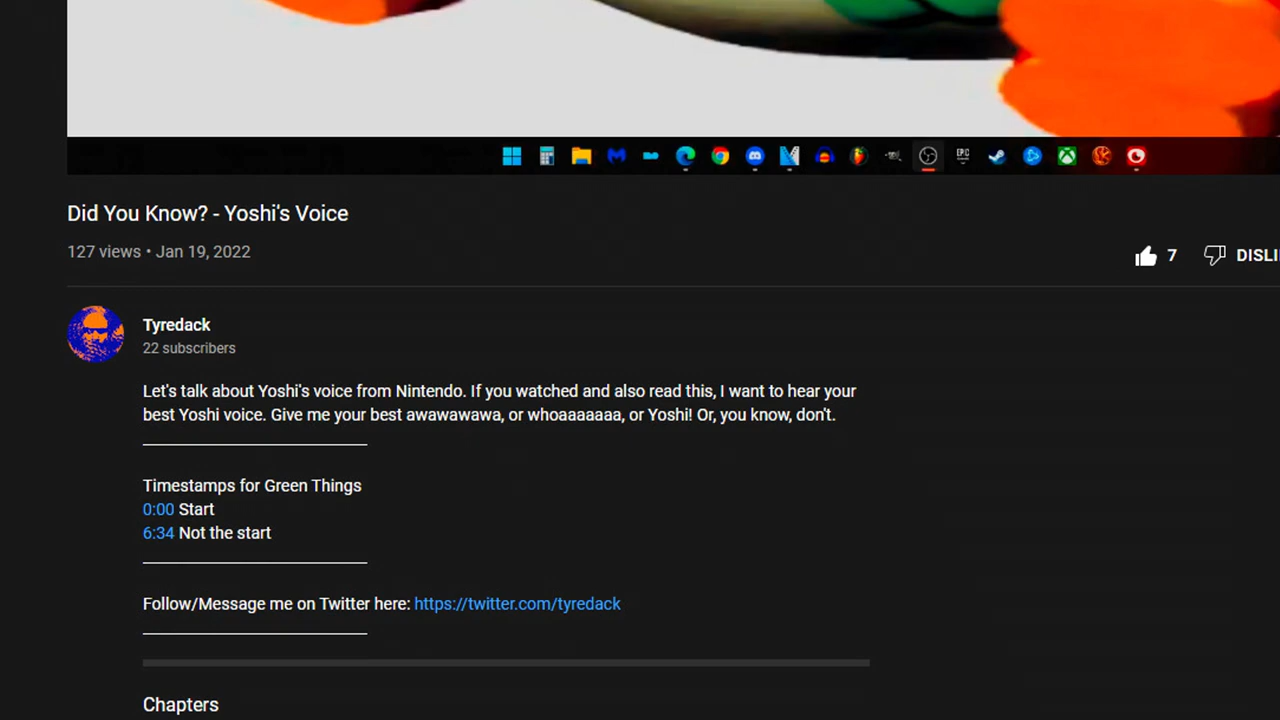 EPIC
Did You Know? - Yoshi's Voice
127 views • Jan 19, 2022
7 DISLI
Tyredack
22 subscribers
Let's talk about Yoshi's voice from Nintendo. If you watched and also read this, I want to hear your
best Yoshi voice. Give me your best awawawawa, or whoaaaaaaa, or Yoshi! Or, you know, don't.
Timestamps for Green Things
0:00 Start
6:34 Not the start
Follow/Message me on Twitter here: https://twitter.com/tyredack
Chapters